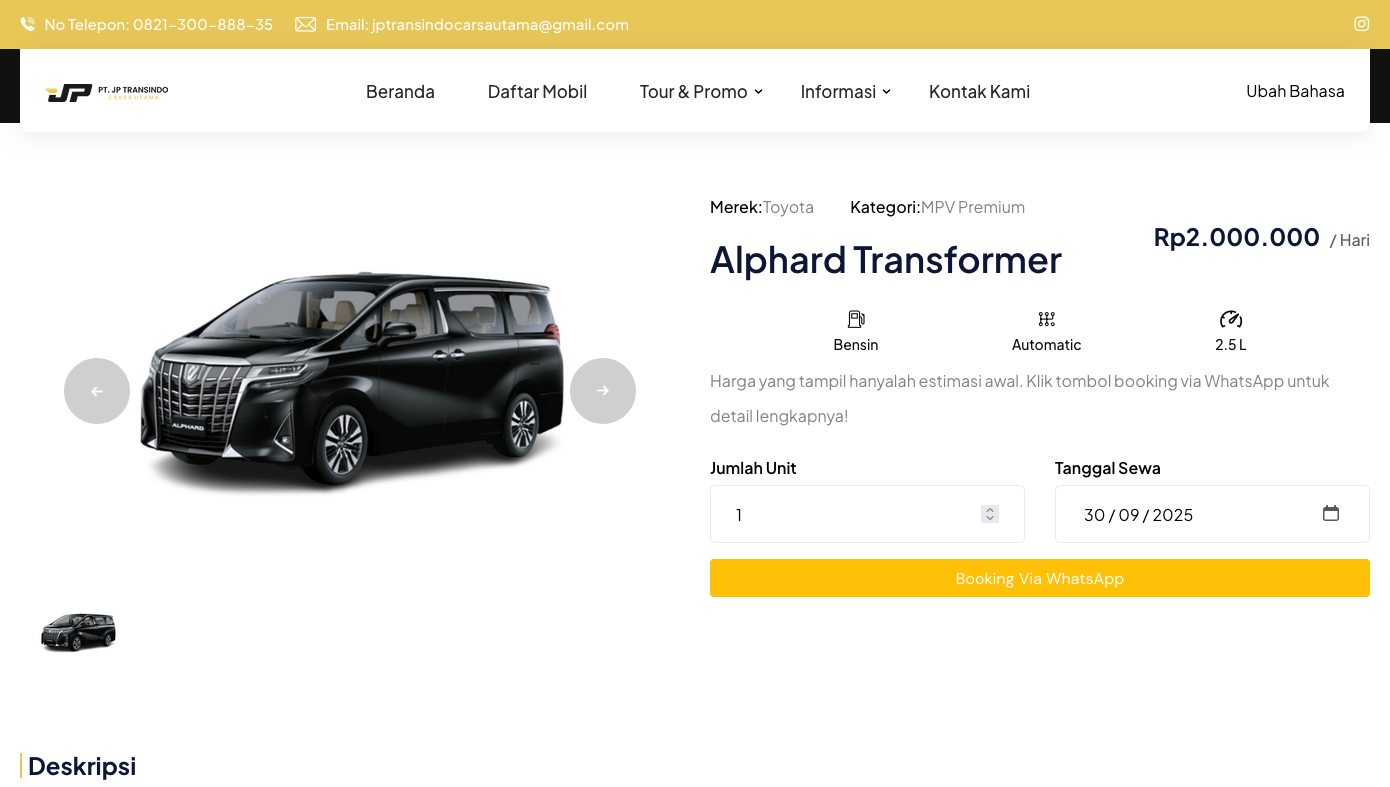 No Telepon: 0821-300-888-35
Email: jptransindocarsautama@gmail.com
JP PT. JP TRANSINDO
CARSA UTAMA
Beranda
Daftar Mobil
Tour & Promo
Informasi
Kontak Kami
Ubah Bahasa
Merek:Toyota
Kategori:MPV Premium
Rp2.000.000 / Hari
Alphard Transformer
ALPHARD
Bensin
Automatic
2.5 L
Harga yang tampil hanyalah estimasi awal. Klik tombol booking via WhatsApp untuk
detail lengkapnya!
Jumlah Unit
Tanggal Sewa
1
30 / 09 / 2025
Booking Via WhatsApp
Deskripsi